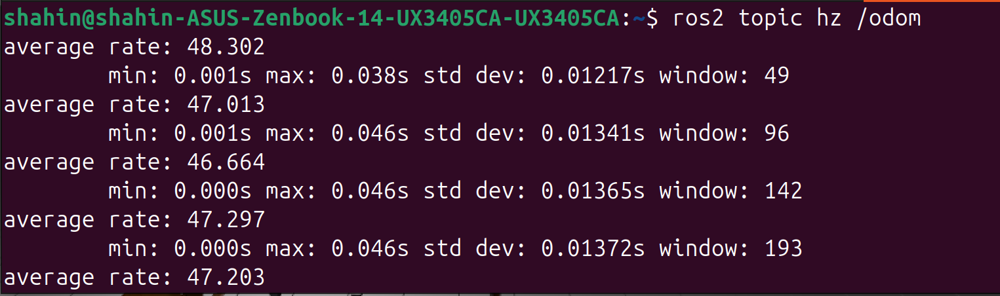 shahin@shahin-ASUS-Zenbook-14-UX3405CA-UX3405CA:~$ ros2 topic hz /odom
average rate: 48.302
        min: 0.001s max: 0.038s std dev: 0.01217s window: 49
average rate: 47.013
        min: 0.001s max: 0.046s std dev: 0.01341s window: 96
average rate: 46.664
        min: 0.000s max: 0.046s std dev: 0.01365s window: 142
average rate: 47.297
        min: 0.000s max: 0.046s std dev: 0.01372s window: 193
average rate: 47.203